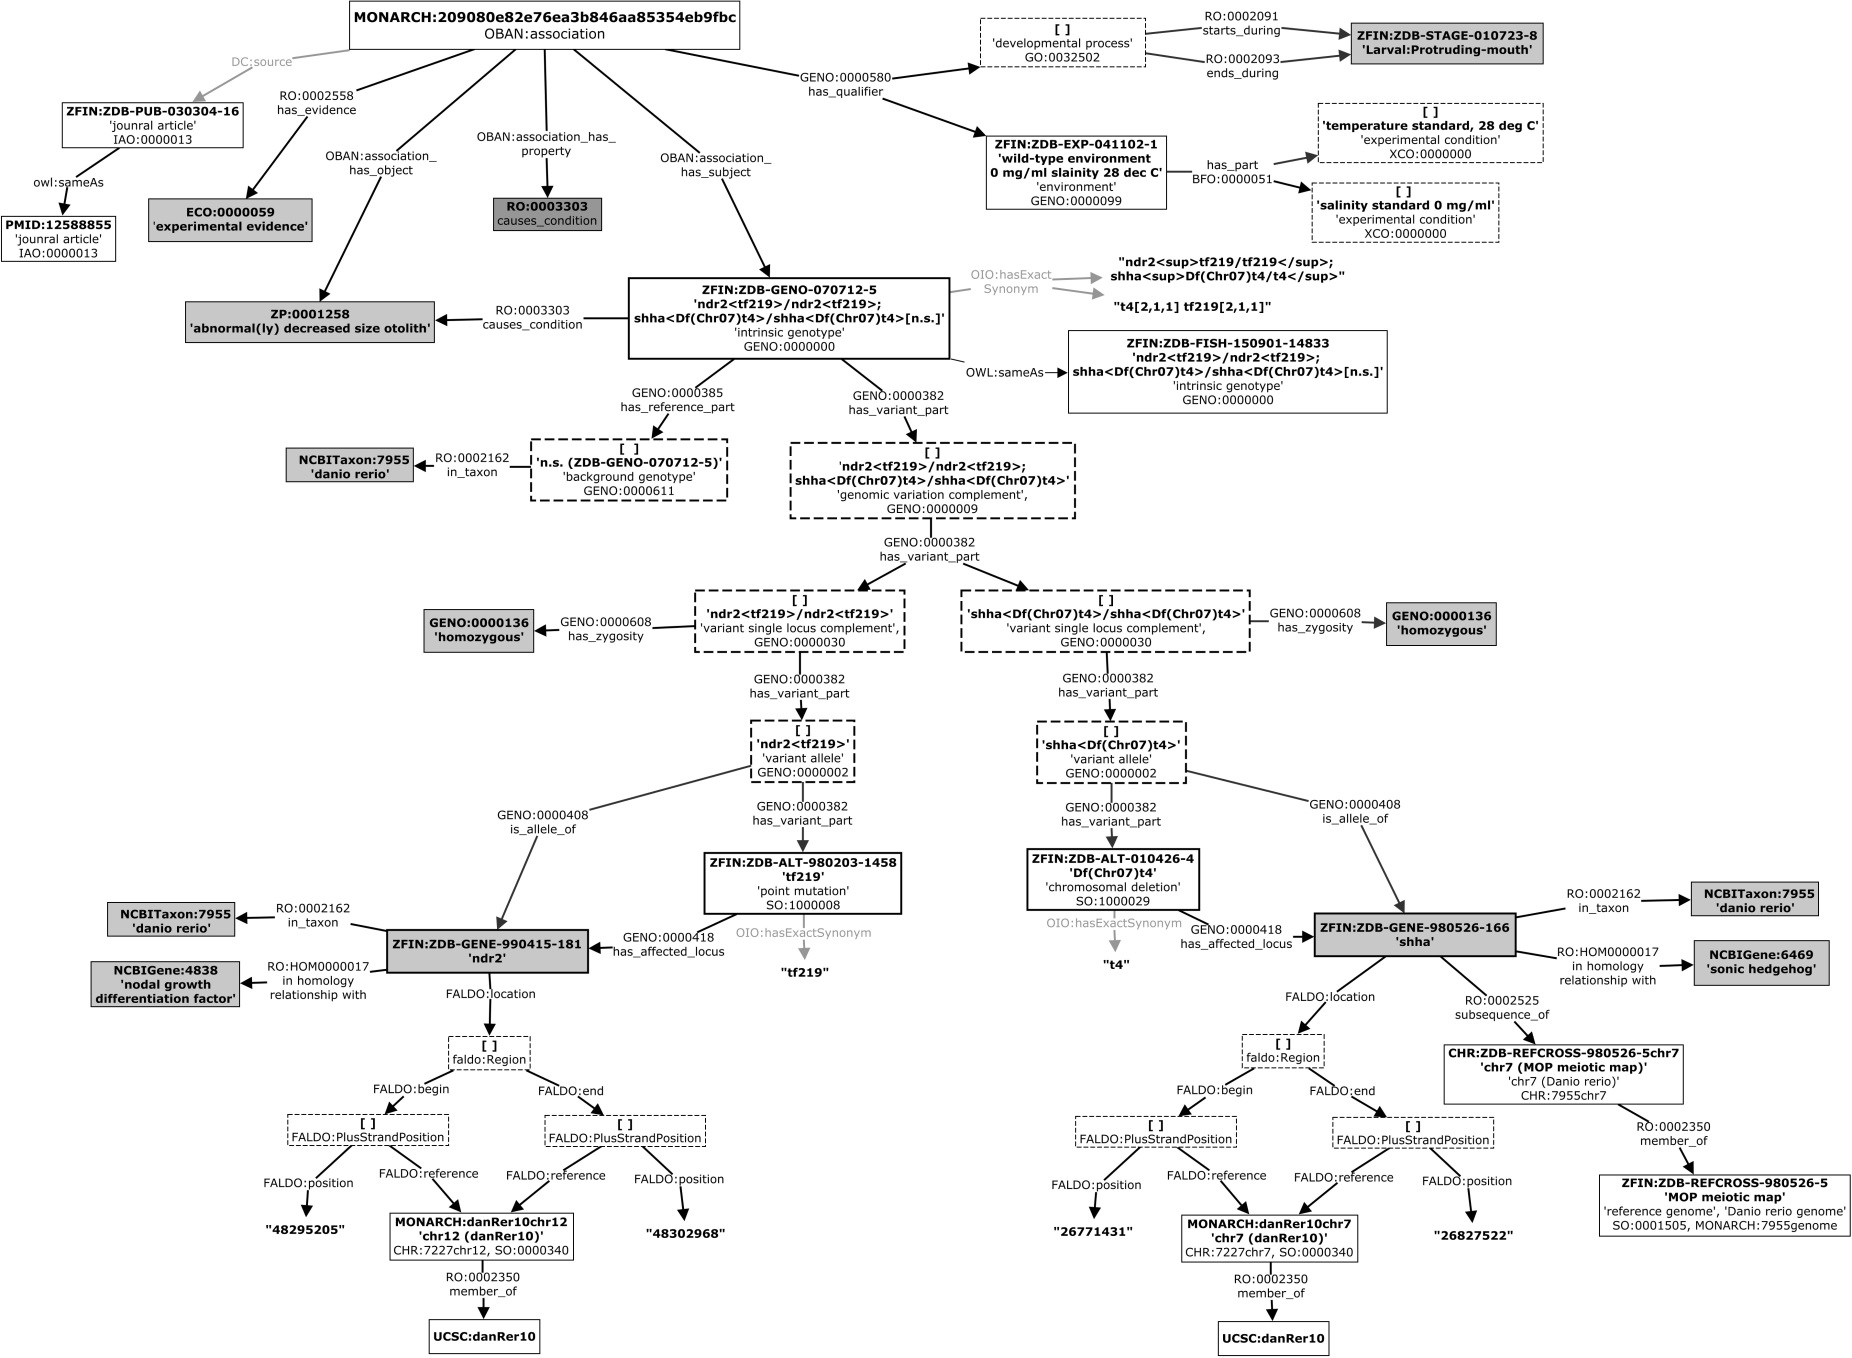 MONARCH:209080e82e76ea3b846aa85354eb9fbc
OBAN:association
DC:source
ZFIN:ZDB-PUB-030304-16
'jounral article'
IAO:0000013
owl:sameAs
PMID:12588855
'jounral article'
IAO:0000013
RO:0002558
has_evidence
ECO:0000059
'experimental evidence'
OBAN:association_
has_object
OBAN:association_has_
property
RO:0003303
causes_condition
OBAN:association_
has_subject
GENO:0000580
has_qualifier
[ ]
'developmental process'
GO:0032502
RO:0002091
starts_during
RO:0002093
ends_during
ZFIN:ZDB-STAGE-010723-8
'Larval:Protruding-mouth'
ZFIN:ZDB-EXP-041102-1
'wild-type environment
0 mg/ml slainity 28 dec C'
'environment'
GENO:0000099
has_part
BFO:0000051
[ ]
'temperature standard, 28 deg C'
'experimental condition'
XCO:0000000
[ ]
'salinity standard 0 mg/ml'
'experimental condition'
XCO:0000000
ZP:0001258
'abnormal(ly) decreased size otolith'
RO:0003303
causes_condition
ZFIN:ZDB-GENO-070712-5
'ndr2<tf219>/ndr2<tf219>;
shha<Df(Chr07)t4>/shha<Df(Chr07)t4>[n.s.]'
'intrinsic genotype'
GENO:0000000
OIO:hasExact
Synonym
"ndr2<sup>tf219/tf219</sup>;
shha<sup>Df(Chr07)t4/t4</sup>"
"t4[2,1,1] tf219[2,1,1]"
OWL:sameAs
ZFIN:ZDB-FISH-150901-14833
'ndr2<tf219>/ndr2<tf219>;
shha<Df(Chr07)t4>/shha<Df(Chr07)t4>[n.s.]'
'intrinsic genotype'
GENO:0000000
GENO:0000385
has_reference_part
GENO:0000382
has_variant_part
NCBITaxon:7955
'danio rerio'
RO:0002162
in_taxon
[ ]
'n.s. (ZDB-GENO-070712-5)'
'background genotype'
GENO:0000611
[ ]
'ndr2<tf219>/ndr2<tf219>;
shha<Df(Chr07)t4>/shha<Df(Chr07)t4>'
'genomic variation complement',
GENO:0000009
GENO:0000382
has_variant_part
GENO:0000136
'homozygous'
GENO:0000608
has_zygosity
[ ]
'ndr2<tf219>/ndr2<tf219>'
'variant single locus complement',
GENO:0000030
[ ]
'shha<Df(Chr07)t4>/shha<Df(Chr07)t4>'
'variant single locus complement',
GENO:0000030
GENO:0000608
has_zygosity
GENO:0000136
'homozygous'
GENO:0000382
has_variant_part
GENO:0000382
has_variant_part
[ ]
'ndr2<tf219>'
'variant allele'
GENO:0000002
[ ]
'shha<Df(Chr07)t4>'
'variant allele'
GENO:0000002
GENO:0000408
is_allele_of
GENO:0000382
has_variant_part
GENO:0000382
has_variant_part
GENO:0000408
is_allele_of
ZFIN:ZDB-ALT-980203-1458
'tf219'
'point mutation'
SO:1000008
ZFIN:ZDB-ALT-010426-4
'Df(Chr07)t4'
'chromosomal deletion'
SO:1000029
NCBITaxon:7955
'danio rerio'
RO:0002162
in_taxon
ZFIN:ZDB-GENE-990415-181
'ndr2'
GENO:0000418
has_affected_locus
OIO:hasExactSynonym
"tf219"
OIO:hasExactSynonym
"t4"
GENO:0000418
has_affected_locus
ZFIN:ZDB-GENE-980526-166
'shha'
RO:0002162
in_taxon
NCBITaxon:7955
'danio rerio'
NCBIGene:4838
'nodal growth
differentiation factor'
RO:HOM0000017
in homology
relationship with
RO:HOM0000017
in homology
relationship with
NCBIGene:6469
'sonic hedgehog'
FALDO:location
FALDO:location
RO:0002525
subsequence_of
[ ]
faldo:Region
[ ]
faldo:Region
CHR:ZDB-REFCROSS-980526-5chr7
'chr7 (MOP meiotic map)'
'chr7 (Danio rerio)'
CHR:7955chr7
FALDO:begin
FALDO:end
FALDO:begin
FALDO:end
[ ]
FALDO:PlusStrandPosition
[ ]
FALDO:PlusStrandPosition
[ ]
FALDO:PlusStrandPosition
[ ]
FALDO:PlusStrandPosition
RO:0002350
member_of
FALDO:position
FALDO:reference
FALDO:reference
FALDO:position
FALDO:position
FALDO:reference
FALDO:reference
FALDO:position
ZFIN:ZDB-REFCROSS-980526-5
'MOP meiotic map'
'reference genome', 'Danio rerio genome'
SO:0001505, MONARCH:7955genome
"48295205"
MONARCH:danRer10chr12
'chr12 (danRer10)'
CHR:7227chr12, SO:0000340
"48302968"
"26771431"
MONARCH:danRer10chr7
'chr7 (danRer10)'
CHR:7227chr7, SO:0000340
"26827522"
RO:0002350
member_of
RO:0002350
member_of
UCSC:danRer10
UCSC:danRer10